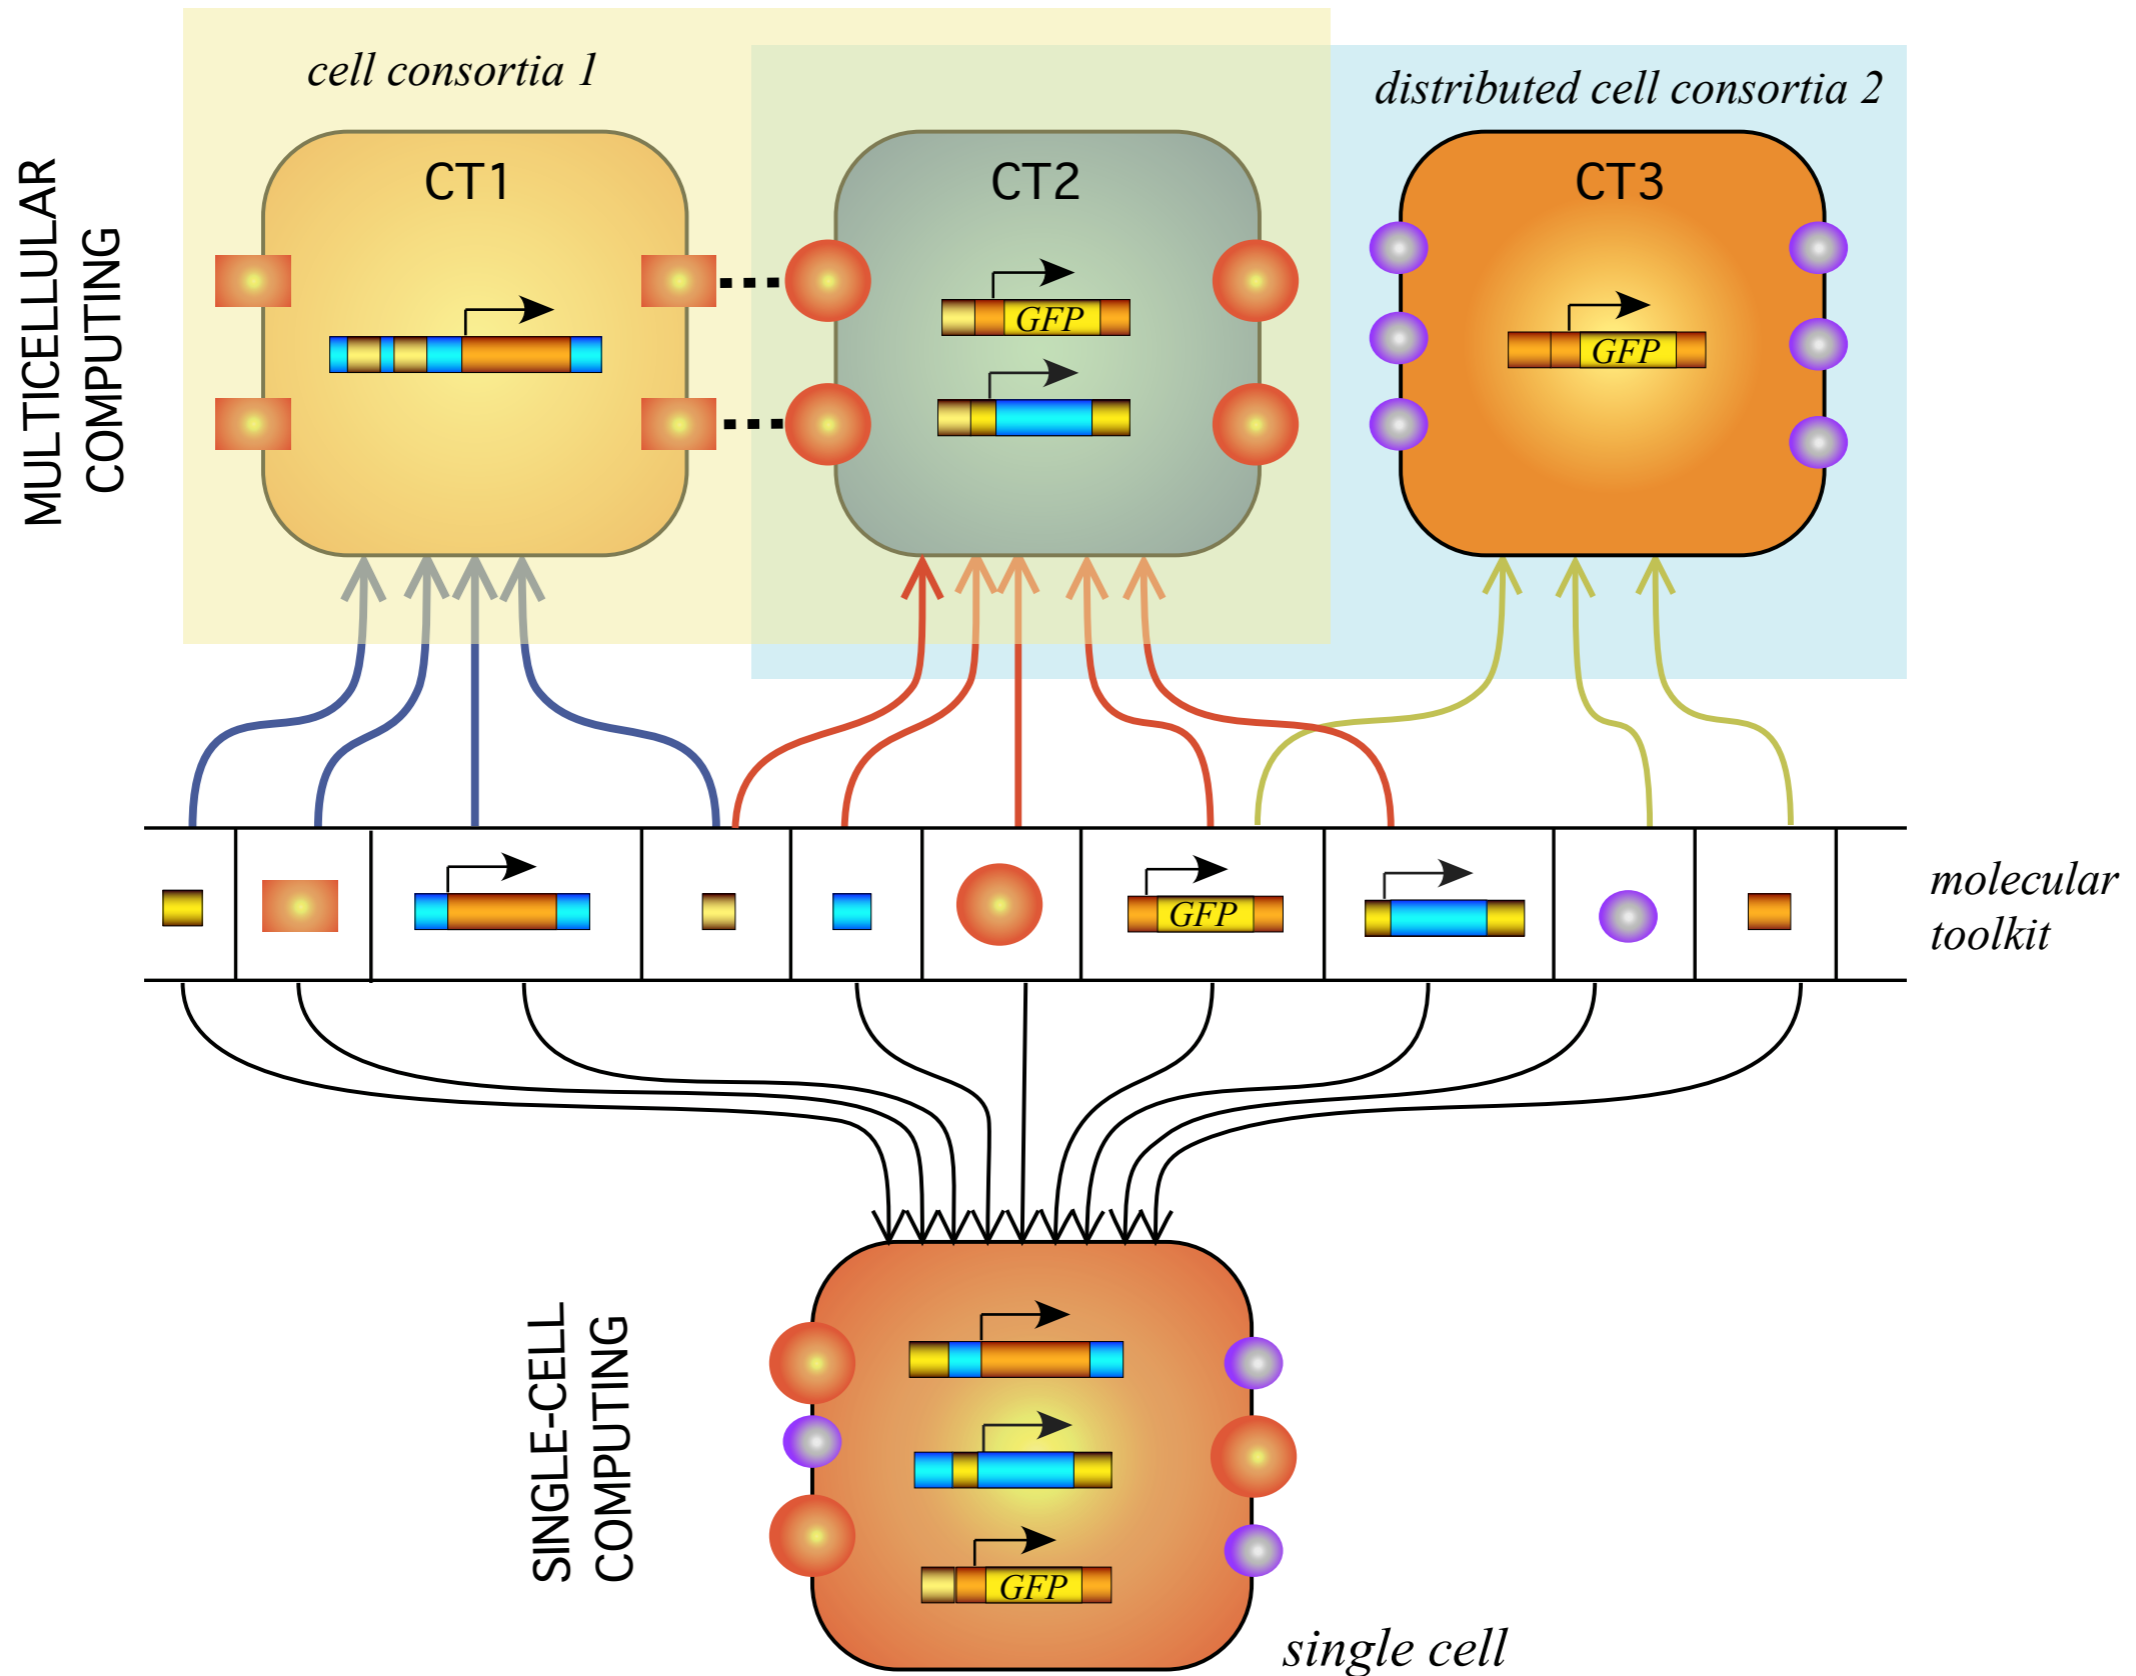 cell consortia 1
distributed cell consortia 2
MULTICELLULAR
COMPUTING
CT1
CT2
CT3
GFP
GFP
GFP
molecular
toolkit
SINGLE-CELL
COMPUTING
GFP
single cell